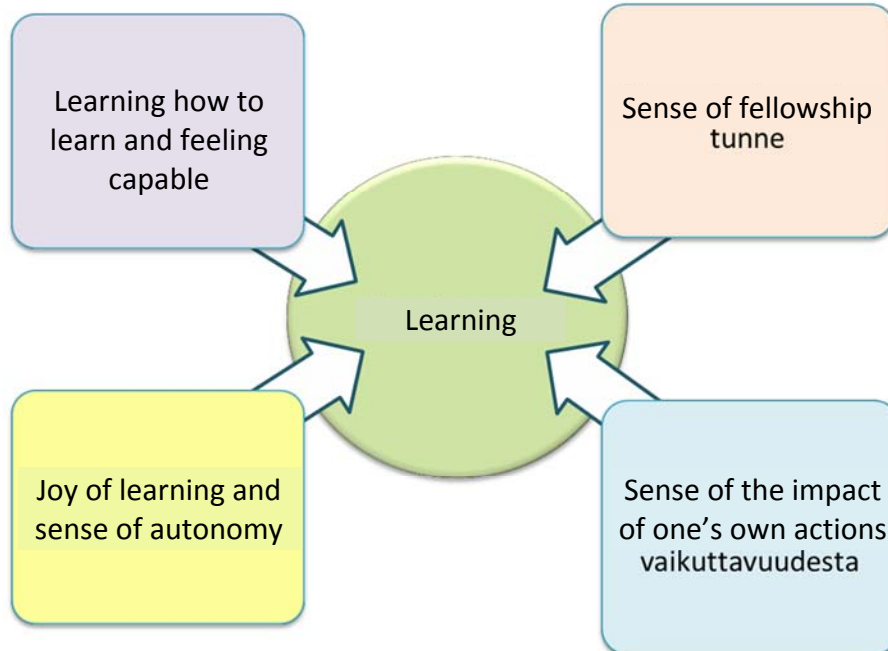 Learning how to
learn and feeling
capable
Sense of fellowship
tunne
Learning
Joy of learning and
sense of autonomy
Sense of the impact
of one’s own actions
vaikuttavuudesta